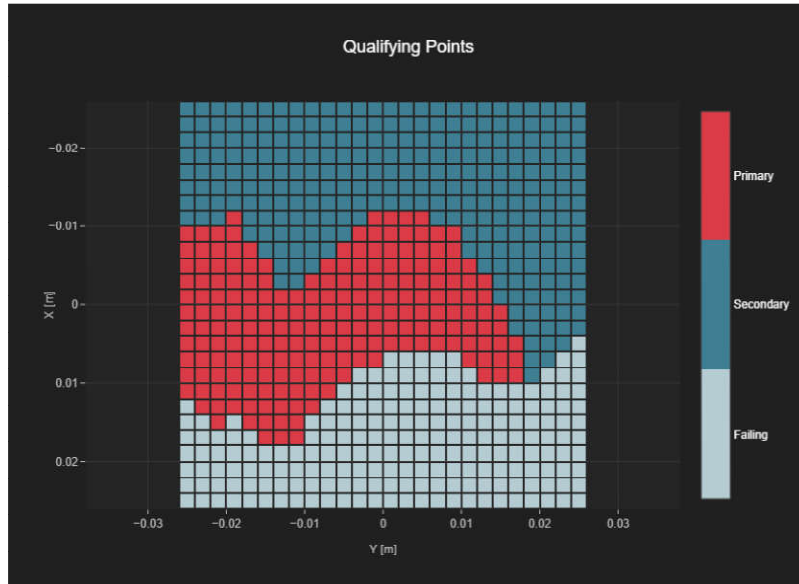 Qualifying Points
−0.02
−0.01
0
0.01
0.02
X [m]
−0.03
−0.02
−0.01
0
0.01
0.02
0.03
Y [m]
Primary
Secondary
Failing